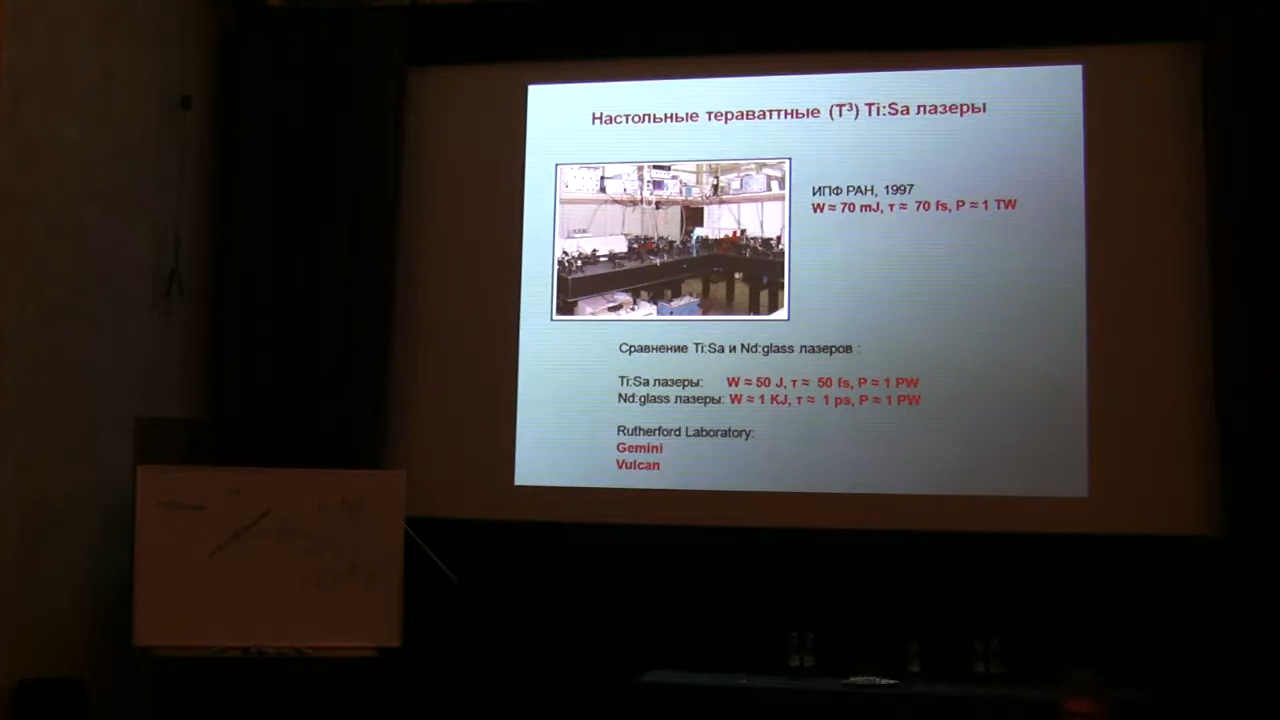 Настольные тераваттные (T³) Ti:Sa лазеры
ИПФ РАН, 1997
W ≈ 70 mJ, τ ≈ 70 fs, P ≈ 1 TW
Сравнение Ti:Sa и Nd:glass лазеров :
Ti:Sa лазеры: W ≈ 50 J, τ ≈ 50 fs, P ≈ 1 PW
Nd:glass лазеры: W ≈ 1 KJ, τ ≈ 1 ps, P ≈ 1 PW
Rutherford Laboratory:
Gemini
Vulcan